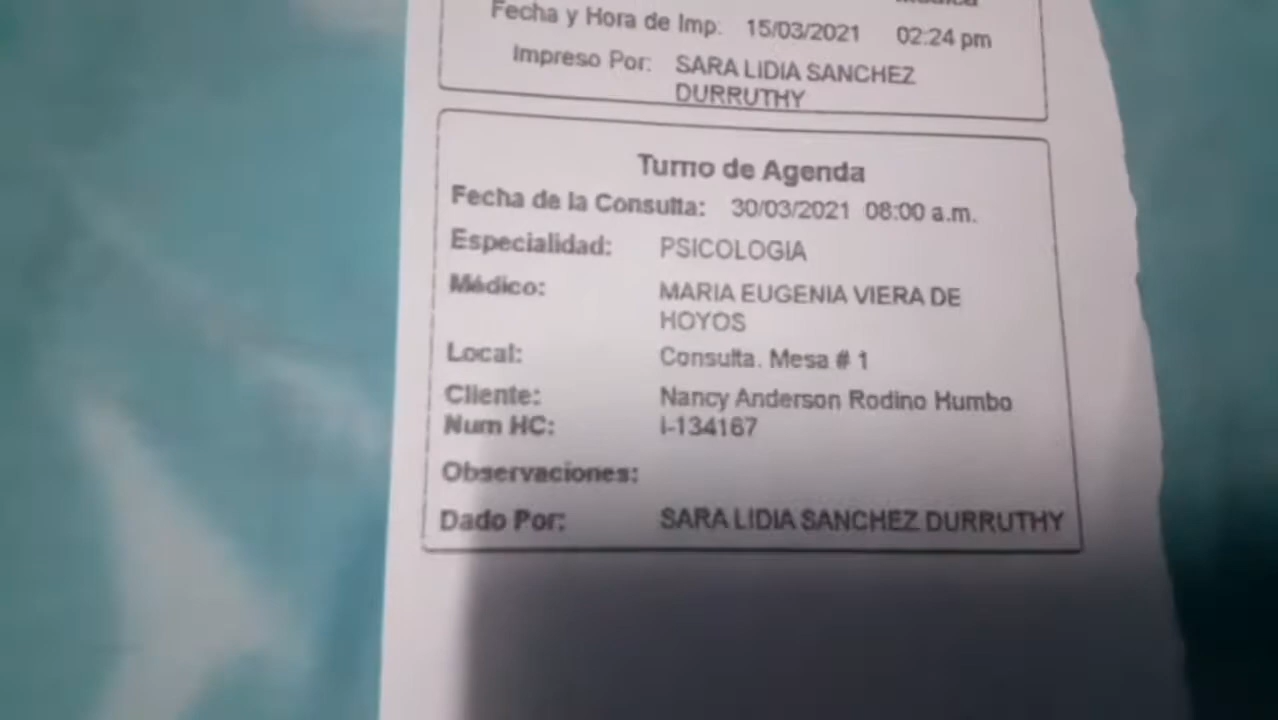 Fecha y Hora de Imp: 15/03/2021 02:24 pm
Impreso Por: SARA LIDIA SANCHEZ
DURRUTHY
Turno de Agenda
Fecha de la Consulta: 30/03/2021 08:00 a.m.
Especialidad: PSICOLOGIA
Médico: MARIA EUGENIA VIERA DE
HOYOS
Local: Consulta. Mesa # 1
Cliente: Nancy Anderson Rodino Humbo
Num HC: I-134167
Observaciones:
Dado Por: SARA LIDIA SANCHEZ DURRUTHY